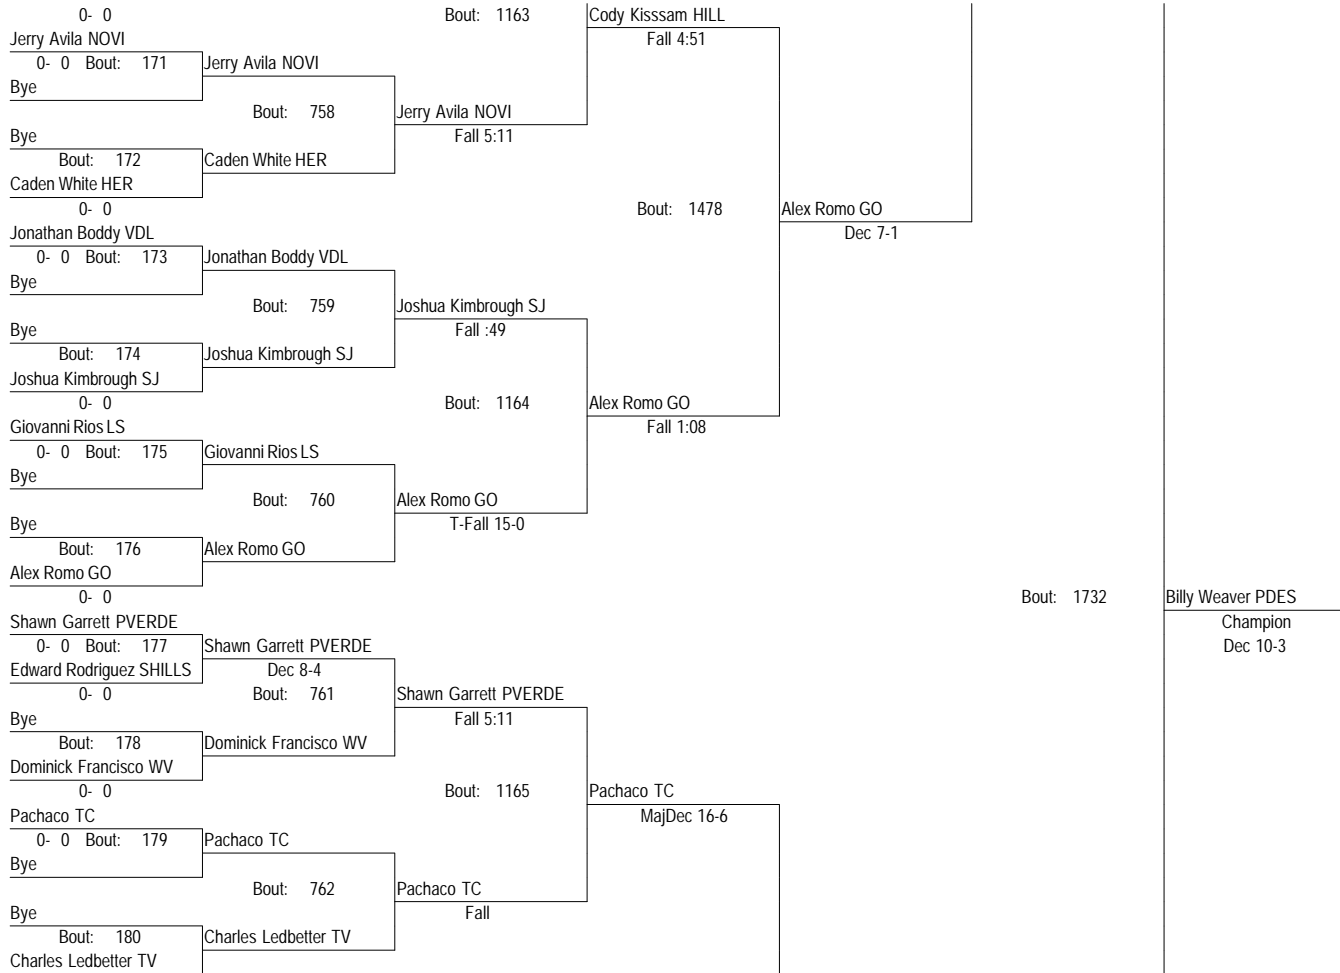 0- 0
Bout: 1163
Cody Kisssam HILL
Jerry Avila NOVI
Fall 4:51
0- 0 Bout: 171
Jerry Avila NOVI
Bye
Bout: 758
Jerry Avila NOVI
Bye
Fall 5:11
Bout: 172
Caden White HER
Caden White HER
0- 0
Bout: 1478
Alex Romo GO
Jonathan Boddy VDL
Dec 7-1
0- 0 Bout: 173
Jonathan Boddy VDL
Bye
Bout: 759
Joshua Kimbrough SJ
Bye
Fall :49
Bout: 174
Joshua Kimbrough SJ
Joshua Kimbrough SJ
0- 0
Bout: 1164
Alex Romo GO
Giovanni Rios LS
Fall 1:08
0- 0 Bout: 175
Giovanni Rios LS
Bye
Bout: 760
Alex Romo GO
Bye
T-Fall 15-0
Bout: 176
Alex Romo GO
Alex Romo GO
0- 0
Bout: 1732
Billy Weaver PDES
Shawn Garrett PVERDE
Champion
0- 0 Bout: 177
Shawn Garrett PVERDE
Dec 10-3
Edward Rodriguez SHILLS
Dec 8-4
0- 0
Bout: 761
Shawn Garrett PVERDE
Bye
Fall 5:11
Bout: 178
Dominick Francisco WV
Dominick Francisco WV
0- 0
Bout: 1165
Pachaco TC
Pachaco TC
MajDec 16-6
0- 0 Bout: 179
Pachaco TC
Bye
Bout: 762
Pachaco TC
Bye
Fall
Bout: 180
Charles Ledbetter TV
Charles Ledbetter TV